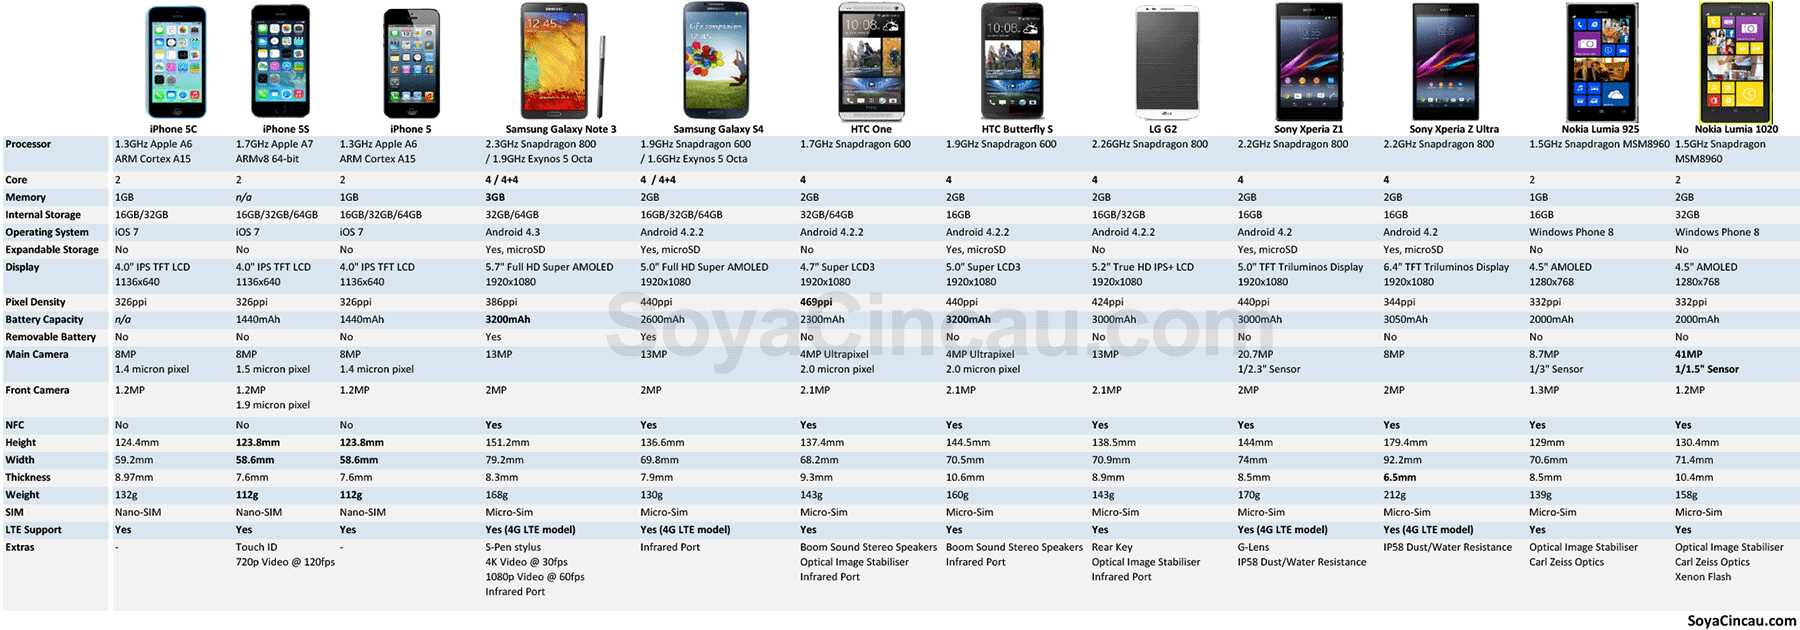 iPhone 5C iPhone 5S iPhone 5 Samsung Galaxy Note 3 Samsung Galaxy S4 HTC One HTC Butterfly S LG G2 Sony Xperia Z1 Sony Xperia Z Ultra Nokia Lumia 925 Nokia Lumia 1020
Processor 1.3GHz Apple A6 1.7GHz Apple A7 1.3GHz Apple A6 2.3GHz Snapdragon 800 1.9GHz Snapdragon 600 1.7GHz Snapdragon 600 1.9GHz Snapdragon 600 2.26GHz Snapdragon 800 2.2GHz Snapdragon 800 2.2GHz Snapdragon 800 1.5GHz Snapdragon MSM8960 1.5GHz Snapdragon
ARM Cortex A15 ARMv8 64-bit ARM Cortex A15 / 1.9GHz Exynos 5 Octa / 1.6GHz Exynos 5 Octa MSM8960
Core 2 2 2 4 / 4+4 4 / 4+4 4 4 4 4 4 2 2
Memory 1GB n/a 1GB 3GB 2GB 2GB 2GB 2GB 2GB 2GB 1GB 2GB
Internal Storage 16GB/32GB 16GB/32GB/64GB 16GB/32GB/64GB 32GB/64GB 16GB/32GB/64GB 32GB/64GB 16GB 16GB/32GB 16GB 16GB 16GB 32GB
Operating System iOS 7 iOS 7 iOS 7 Android 4.3 Android 4.2.2 Android 4.2.2 Android 4.2.2 Android 4.2.2 Android 4.2 Android 4.2 Windows Phone 8 Windows Phone 8
Expandable Storage No No No Yes, microSD Yes, microSD No Yes, microSD No Yes, microSD Yes, microSD No No
Display 4.0" IPS TFT LCD 4.0" IPS TFT LCD 4.0" IPS TFT LCD 5.7" Full HD Super AMOLED 5.0" Full HD Super AMOLED 4.7" Super LCD3 5.0" Super LCD3 5.2" True HD IPS+ LCD 5.0" TFT Triluminos Display 6.4" TFT Triluminos Display 4.5" AMOLED 4.5" AMOLED
1136x640 1136x640 1136x640 1920x1080 1920x1080 1920x1080 1920x1080 1920x1080 1920x1080 1920x1080 1280x768 1280x768
Pixel Density 326ppi 326ppi 326ppi 386ppi 440ppi 469ppi 440ppi 424ppi 440ppi 344ppi 332ppi 332ppi
Battery Capacity n/a 1440mAh 1440mAh 3200mAh 2600mAh 2300mAh 3200mAh 3000mAh 3000mAh 3050mAh 2000mAh 2000mAh
SoyaCincau.com
Removable Battery No No No Yes Yes No No No No No No No
Main Camera 8MP 8MP 8MP 13MP 13MP 4MP Ultrapixel 4MP Ultrapixel 13MP 20.7MP 8MP 8.7MP 41MP
1.4 micron pixel 1.5 micron pixel 1.4 micron pixel 2.0 micron pixel 2.0 micron pixel 1/2.3" Sensor 1/3" Sensor 1/1.5" Sensor
Front Camera 1.2MP 1.2MP 1.2MP 2MP 2MP 2.1MP 2.1MP 2.1MP 2MP 2MP 1.3MP 1.2MP
1.9 micron pixel
NFC No No No Yes Yes Yes Yes Yes Yes Yes Yes Yes
Height 124.4mm 123.8mm 123.8mm 151.2mm 136.6mm 137.4mm 144.5mm 138.5mm 144mm 179.4mm 129mm 130.4mm
Width 59.2mm 58.6mm 58.6mm 79.2mm 69.8mm 68.2mm 70.5mm 70.9mm 74mm 92.2mm 70.6mm 71.4mm
Thickness 8.97mm 7.6mm 7.6mm 8.3mm 7.9mm 9.3mm 10.6mm 8.9mm 8.5mm 6.5mm 8.5mm 10.4mm
Weight 132g 112g 112g 168g 130g 143g 160g 143g 170g 212g 139g 158g
SIM Nano-SIM Nano-SIM Nano-SIM Micro-Sim Micro-Sim Micro-Sim Micro-Sim Micro-Sim Micro-Sim Micro-Sim Micro-Sim Micro-Sim
LTE Support Yes Yes Yes Yes (4G LTE model) Yes (4G LTE model) Yes Yes Yes Yes (4G LTE model) Yes (4G LTE model) Yes Yes
Extras - Touch ID - S-Pen stylus Infrared Port Boom Sound Stereo Speakers Boom Sound Stereo Speakers Rear Key G-Lens IP58 Dust/Water Resistance Optical Image Stabiliser Optical Image Stabiliser
720p Video @ 120fps 4K Video @ 30fps Optical Image Stabiliser Infrared Port Optical Image Stabiliser IP58 Dust/Water Resistance Carl Zeiss Optics Carl Zeiss Optics
1080p Video @ 60fps Infrared Port Infrared Port Xenon Flash
Infrared Port
SoyaCincau.com